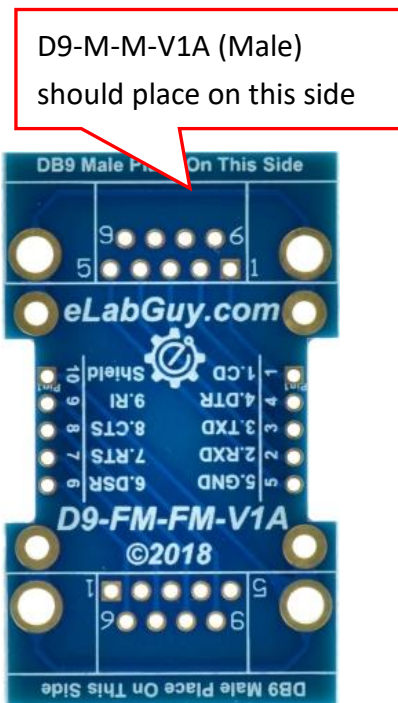 D9-M-M-V1A (Male)
should place on this side
DB9 Male On This Side
9 6
5 1
eLabGuy.com
10 Shield 1.CD 1
Pin1 Pin1
9 9.RI 4.DTR 4
8 8.CTS 3.TXD 3
7 7.RTS 2.RXD 2
6 6.DSR 5.GND 5
D9-FM-FM-V1A
©2018
1 5
6 9
DB9 Male Place On This Side